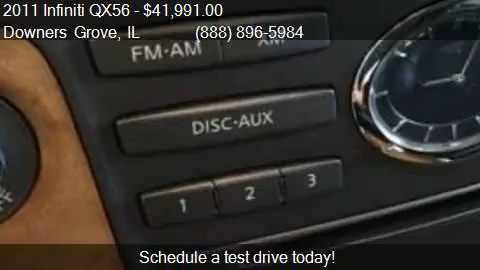 2011 Infiniti QX56 - $41,991.00
Downers Grove, IL (888) 896-5984
FM·AM XM
DISC·AUX
1 2 3
Schedule a test drive today!